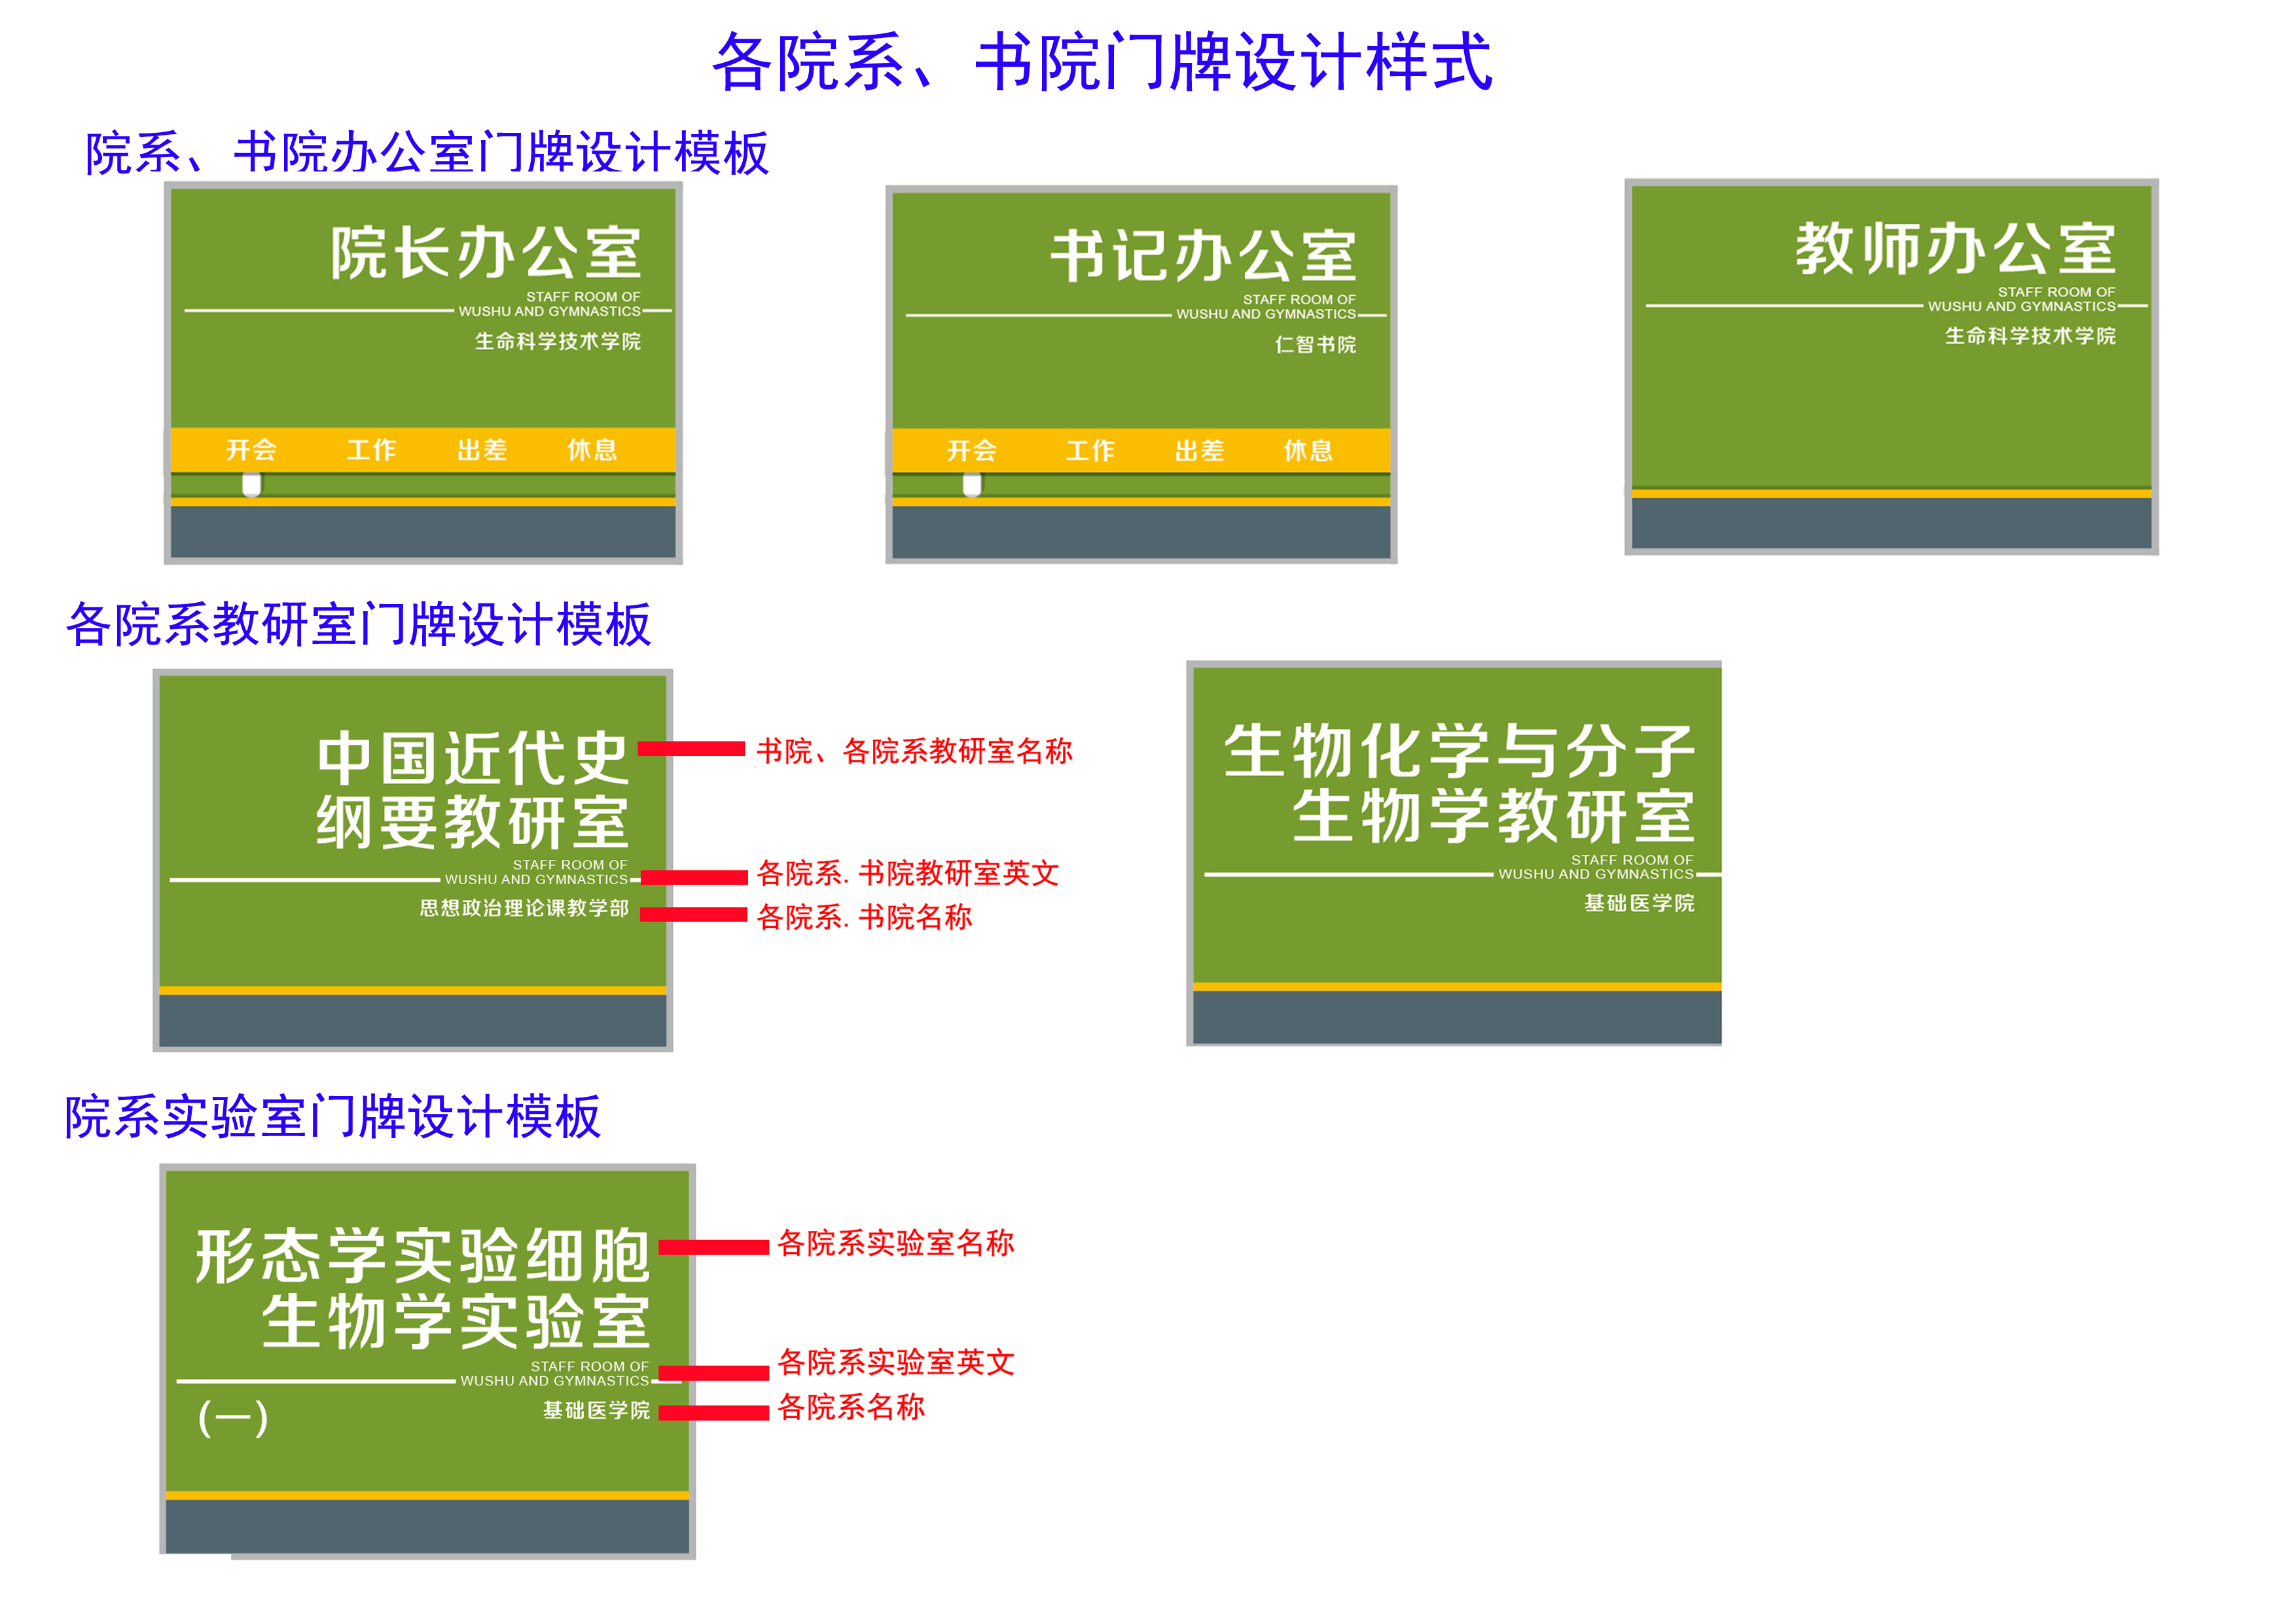 各院系、书院门牌设计样式
院系、书院办公室门牌设计模板
院长办公室
STAFF ROOM OF
WUSHU AND GYMNASTICS
生命科学技术学院
开会 工作 出差 休息
书记办公室
STAFF ROOM OF
WUSHU AND GYMNASTICS
仁智书院
开会 工作 出差 休息
教师办公室
STAFF ROOM OF
WUSHU AND GYMNASTICS
生命科学技术学院
各院系教研室门牌设计模板
中国近代史
纲要教研室
STAFF ROOM OF
WUSHU AND GYMNASTICS
思想政治理论课教学部
书院、各院系教研室名称
各院系.书院教研室英文
各院系.书院名称
生物化学与分子
生物学教研室
STAFF ROOM OF
WUSHU AND GYMNASTICS
基础医学院
院系实验室门牌设计模板
形态学实验细胞
生物学实验室
STAFF ROOM OF
WUSHU AND GYMNASTICS
(一)
基础医学院
各院系实验室名称
各院系实验室英文
各院系名称